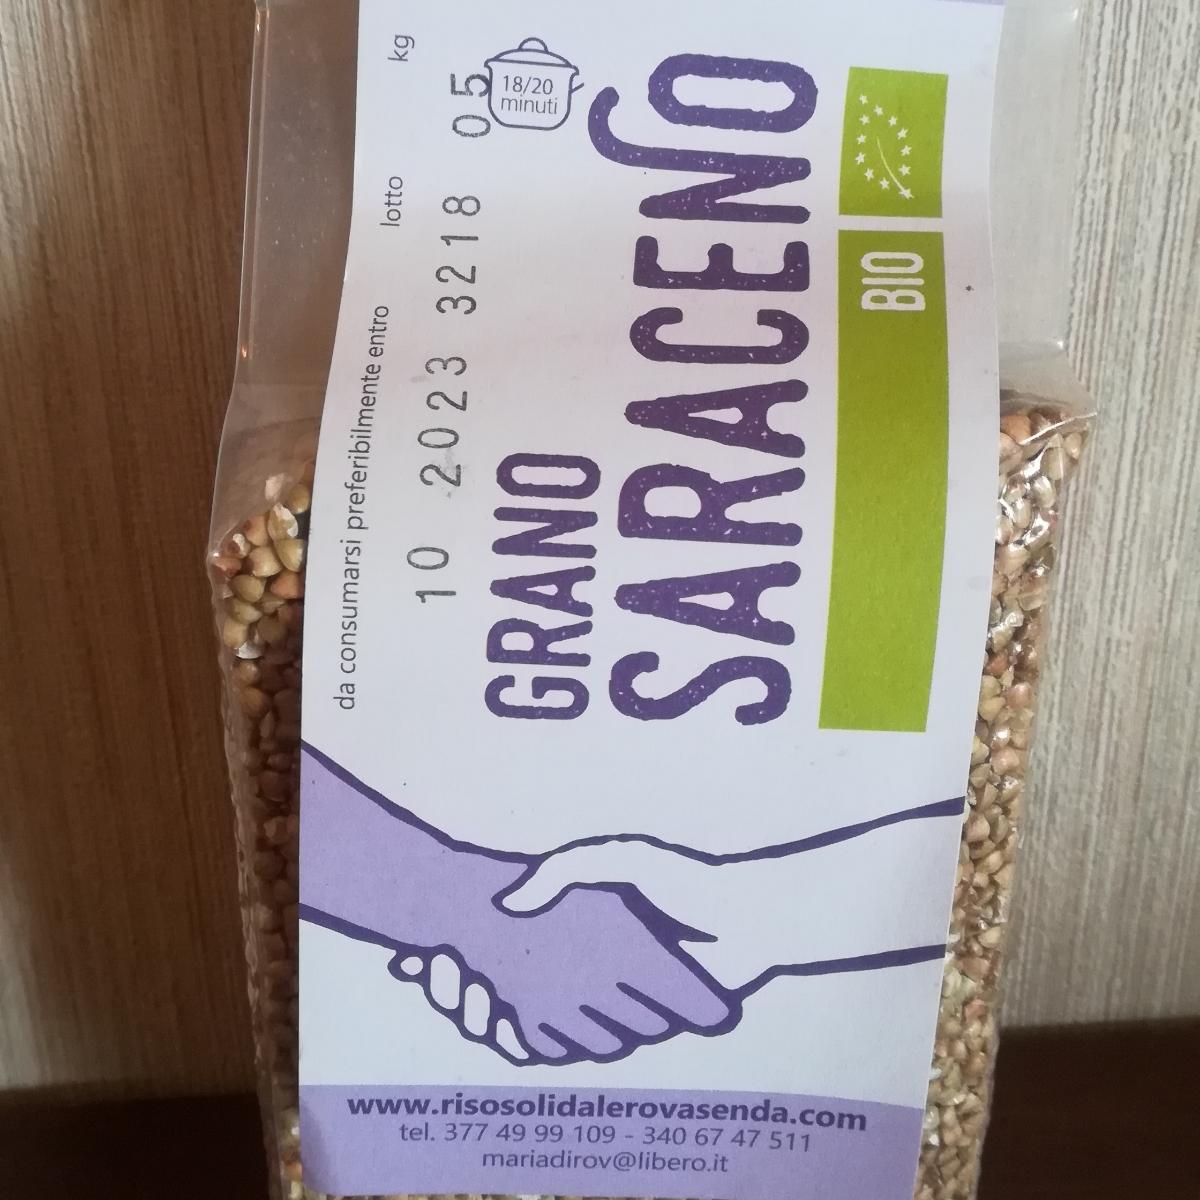 da consumarsi preferibilmente entro lotto kg
10 2023 3218 05
18/20
minuti
GRANO
SARACENO
BIO
www.risosolidalerovasenda.com
tel. 377 49 99 109 - 340 67 47 511
mariadirov@libero.it